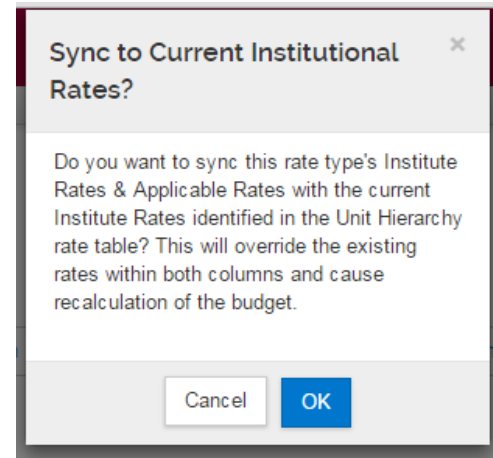 Sync to Current Institutional
Rates?
×
Do you want to sync this rate type's Institute
Rates & Applicable Rates with the current
Institute Rates identified in the Unit Hierarchy
rate table? This will override the existing
rates within both columns and cause
recalculation of the budget.
Cancel OK